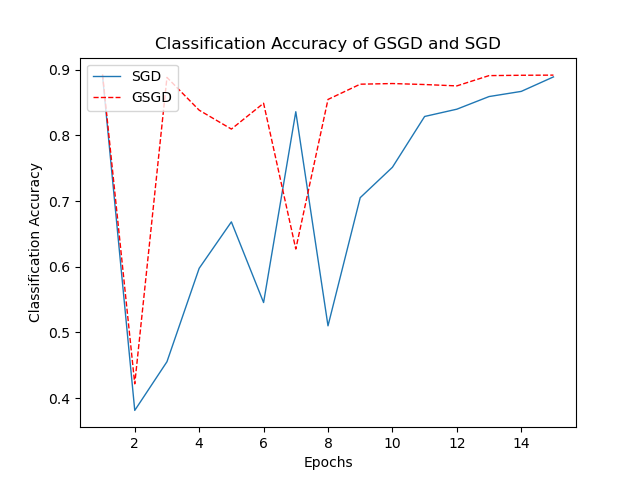 Classification Accuracy of GSGD and SGD
SGD
GSGD
Classification Accuracy
0.9
0.8
0.7
0.6
0.5
0.4
2 4 6 8 10 12 14
Epochs